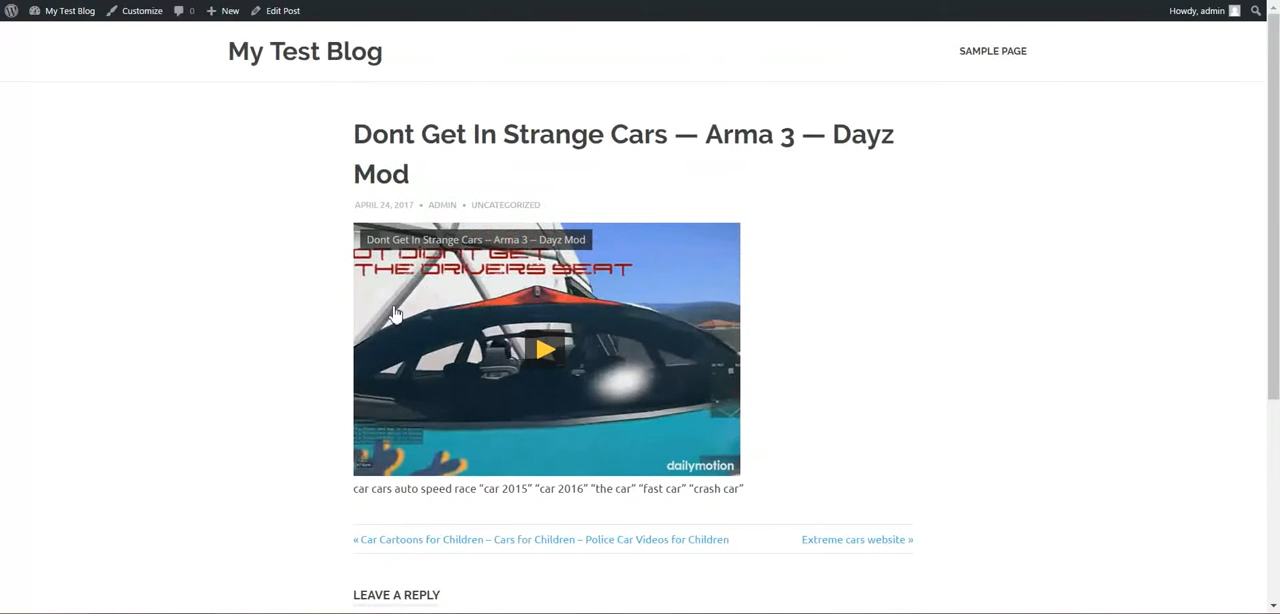 My Test Blog Customize 0 New Edit Post Howdy, admin
My Test Blog
SAMPLE PAGE
Dont Get In Strange Cars — Arma 3 — Dayz
Mod
APRIL 24, 2017 • ADMIN • UNCATEGORIZED
Dont Get In Strange Cars – Arma 3 – Dayz Mod
OT DIDNT GET
THE DRIVERS SEAT
dailymotion
car cars auto speed race “car 2015” “car 2016” “the car” “fast car” “crash car”
« Car Cartoons for Children – Cars for Children – Police Car Videos for Children
Extreme cars website »
LEAVE A REPLY